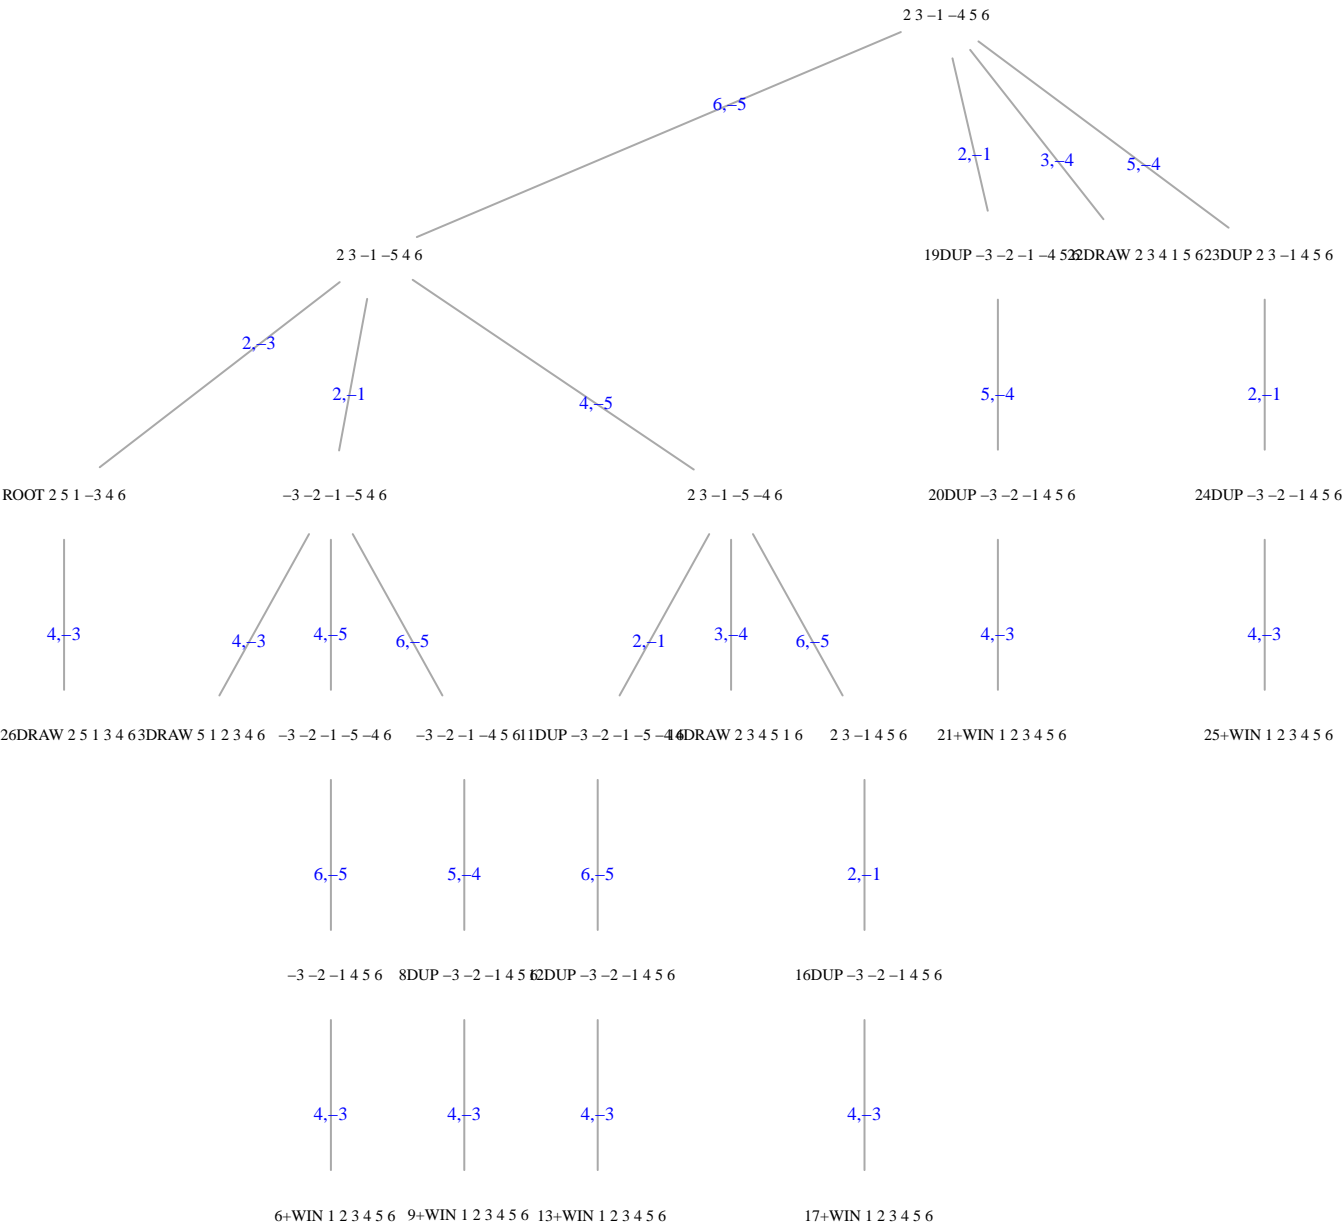 2 3 –1 –4 5 6
6,–5
2,–1
3,–4
5,–4
2 3 –1 –5 4 6
19DUP –3 –2 –1 –4 5 6
22DRAW 2 3 4 1 5 6
23DUP 2 3 –1 4 5 6
2,–3
2,–1
4,–5
5,–4
2,–1
ROOT 2 5 1 –3 4 6
–3 –2 –1 –5 4 6
2 3 –1 –5 –4 6
20DUP –3 –2 –1 4 5 6
24DUP –3 –2 –1 4 5 6
4,–3
4,–3
4,–5
6,–5
2,–1
3,–4
6,–5
4,–3
4,–3
26DRAW 2 5 1 3 4 6
3DRAW 5 1 2 3 4 6
–3 –2 –1 –5 –4 6
–3 –2 –1 –4 5 6
11DUP –3 –2 –1 –5 –4 6
14DRAW 2 3 4 5 1 6
2 3 –1 4 5 6
21+WIN 1 2 3 4 5 6
25+WIN 1 2 3 4 5 6
6,–5
5,–4
6,–5
2,–1
–3 –2 –1 4 5 6
8DUP –3 –2 –1 4 5 6
12DUP –3 –2 –1 4 5 6
16DUP –3 –2 –1 4 5 6
4,–3
4,–3
4,–3
4,–3
6+WIN 1 2 3 4 5 6
9+WIN 1 2 3 4 5 6
13+WIN 1 2 3 4 5 6
17+WIN 1 2 3 4 5 6